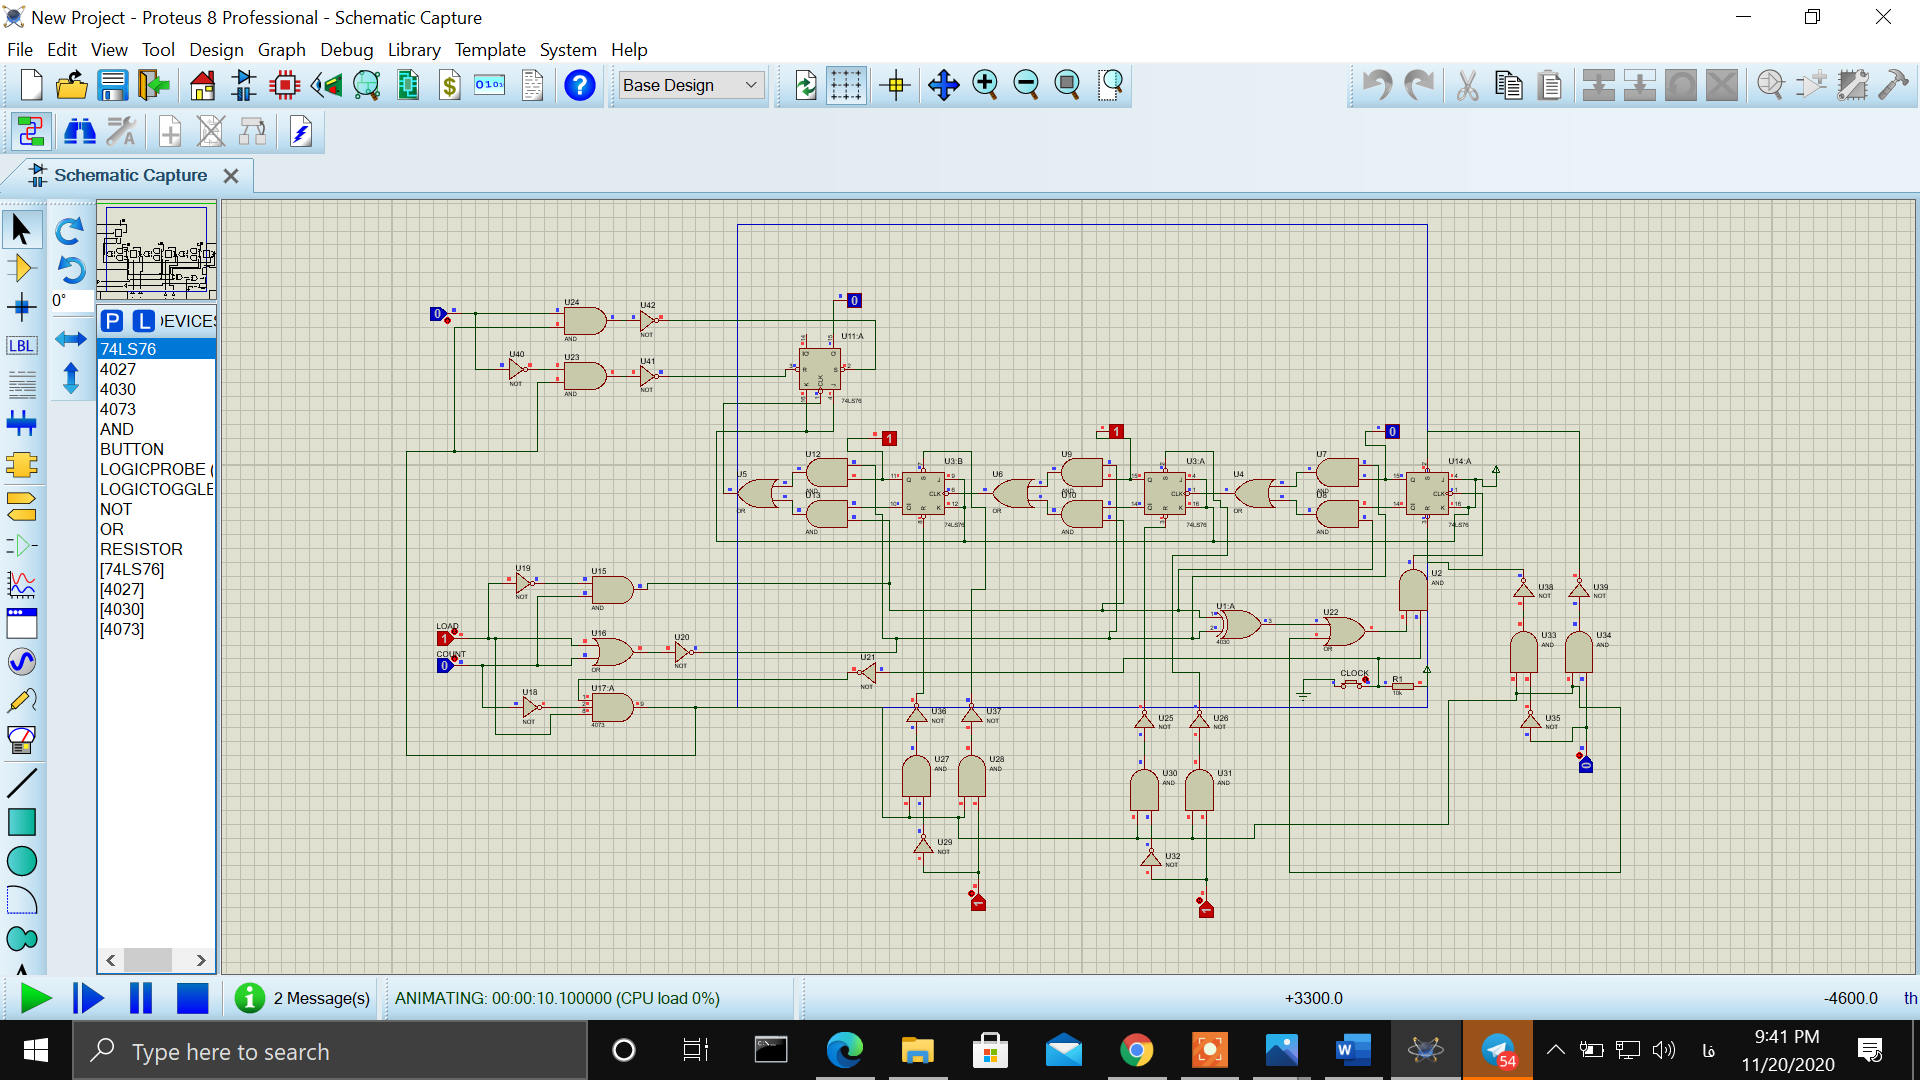 New Project - Proteus 8 Professional - Schematic Capture
File Edit View Tool Design Graph Debug Library Template System Help
Base Design
Schematic Capture
0°
P L DEVICES
LBL
74LS76
4027
4030
4073
AND
BUTTON
LOGICPROBE (
LOGICTOGGLE
NOT
OR
RESISTOR
[74LS76]
[4027]
[4030]
[4073]
0
U24
AND
U42
NOT
0
U11:A
74LS76
U40
NOT
U23
AND
U41
NOT
1
1
0
U5
OR
U12
U13
AND
U3:B
74LS76
U6
OR
U9
U10
AND
U3:A
74LS76
U4
OR
U7
U8
AND
U14:A
74LS76
U19
NOT
U15
AND
LOAD
1
COUNT
0
U16
OR
U20
NOT
U21
NOT
U18
NOT
U17:A
4073
U1:A
4030
U22
OR
U2
AND
CLOCK
R1
10k
U38
NOT
U39
NOT
U33
AND
U34
AND
U35
NOT
0
U36
NOT
U37
NOT
U25
NOT
U26
NOT
U27
AND
U28
AND
U30
AND
U31
AND
U29
NOT
U32
NOT
1
1
2 Message(s)
ANIMATING: 00:00:10.100000 (CPU load 0%)
+3300.0
-4600.0
th
Type here to search
54
فا
9:41 PM
11/20/2020